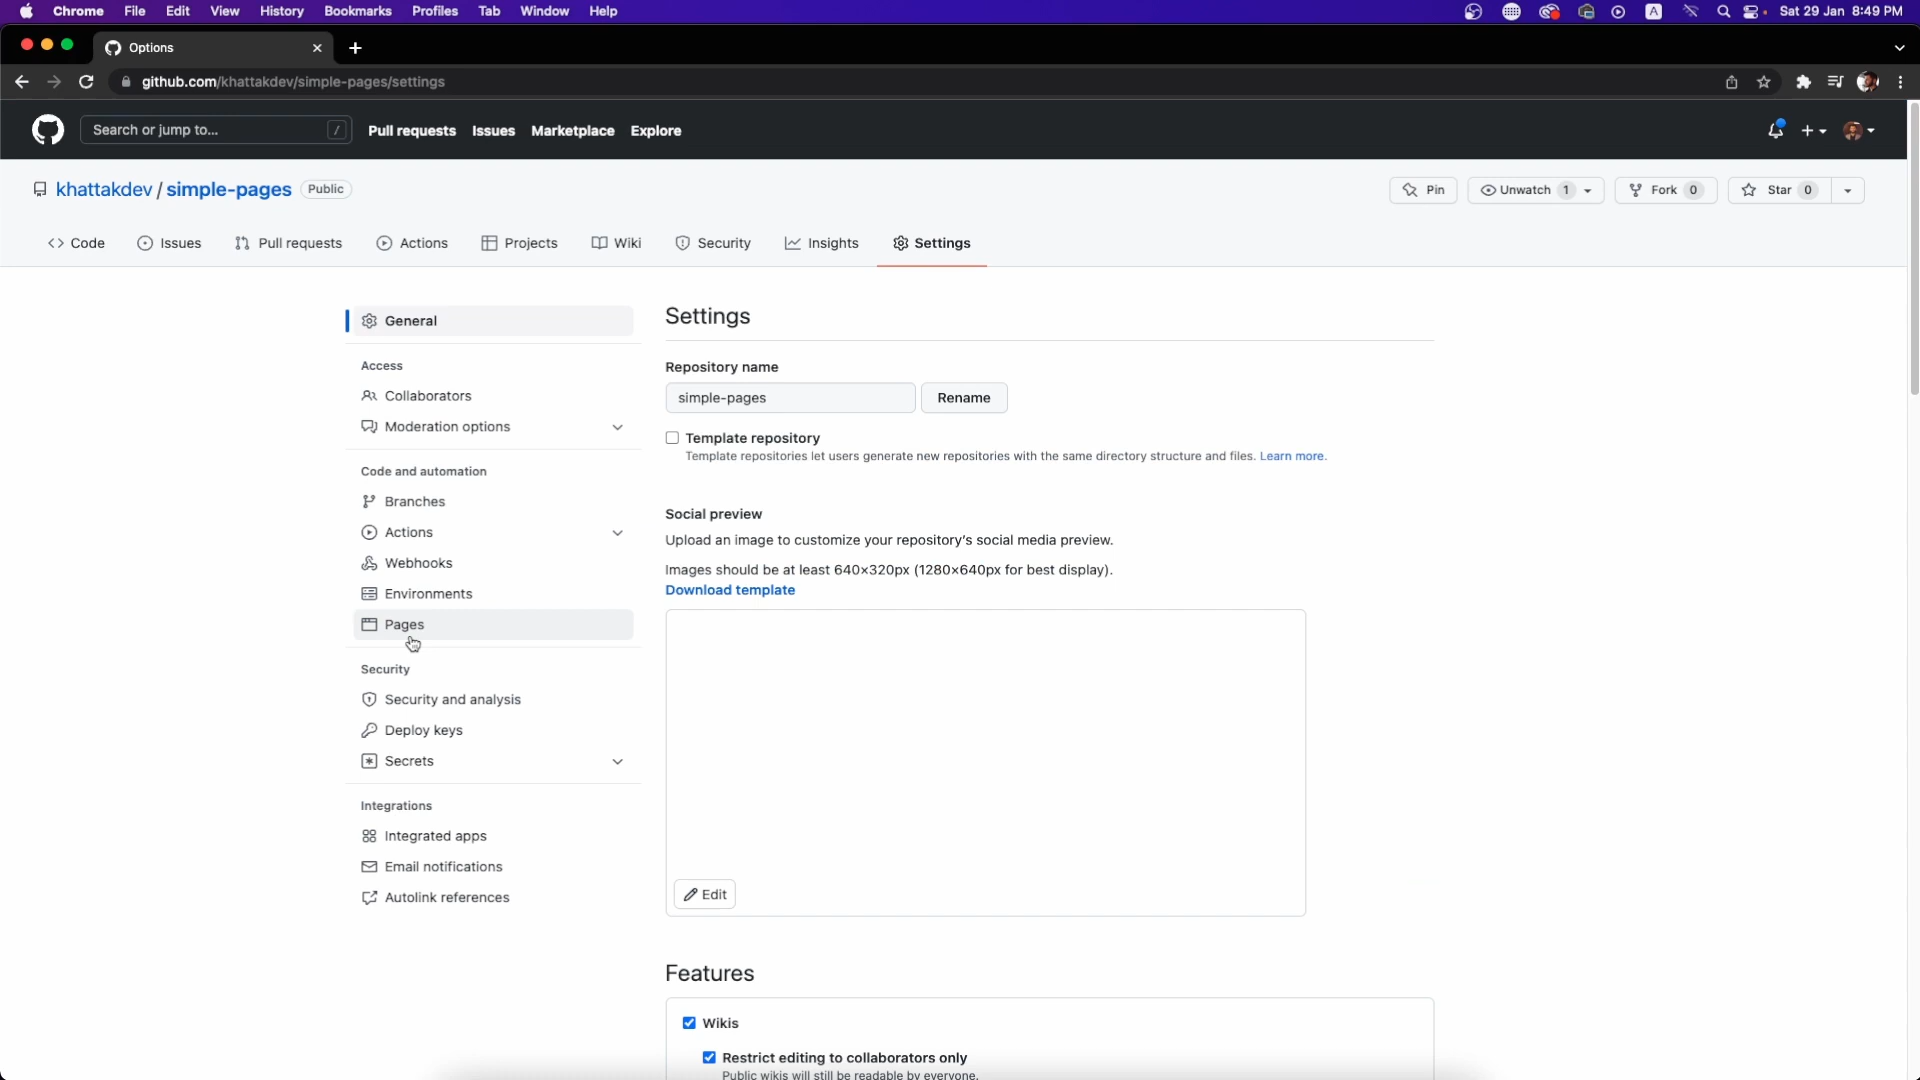 Chrome File Edit View History Bookmarks Profiles Tab Window Help
A
Sat 29 Jan 8:49 PM
Options
github.com/khattakdev/simple-pages/settings
Search or jump to... /
Pull requests Issues Marketplace Explore
khattakdev / simple-pages Public
Pin
Unwatch 1
Fork 0
Star 0
Code Issues Pull requests Actions Projects Wiki Security Insights Settings
General
Access
Collaborators
Moderation options
Code and automation
Branches
Actions
Webhooks
Environments
Pages
Security
Security and analysis
Deploy keys
Secrets
Integrations
Integrated apps
Email notifications
Autolink references
Settings
Repository name
simple-pages Rename
Template repository
Template repositories let users generate new repositories with the same directory structure and files. Learn more.
Social preview
Upload an image to customize your repository's social media preview.
Images should be at least 640×320px (1280×640px for best display).
Download template
Edit
Features
Wikis
Restrict editing to collaborators only
Public wikis will still be readable by everyone.